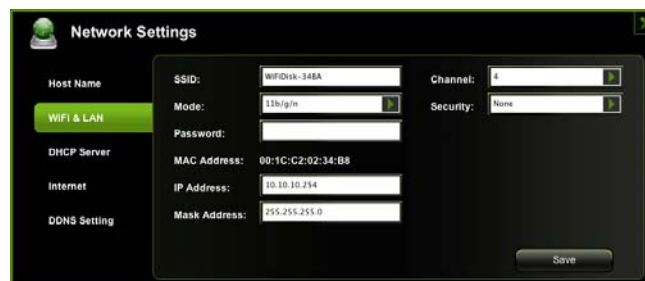 Network Settings
Host Name
WiFi & LAN
DHCP Server
Internet
DDNS Setting
SSID: WiFiDisk-348A
Mode: 11b/g/n
Password:
MAC Address: 00:1C:C2:02:34:B8
IP Address: 10.10.10.254
Mask Address: 255.255.255.0
Channel: 4
Security: None
Save